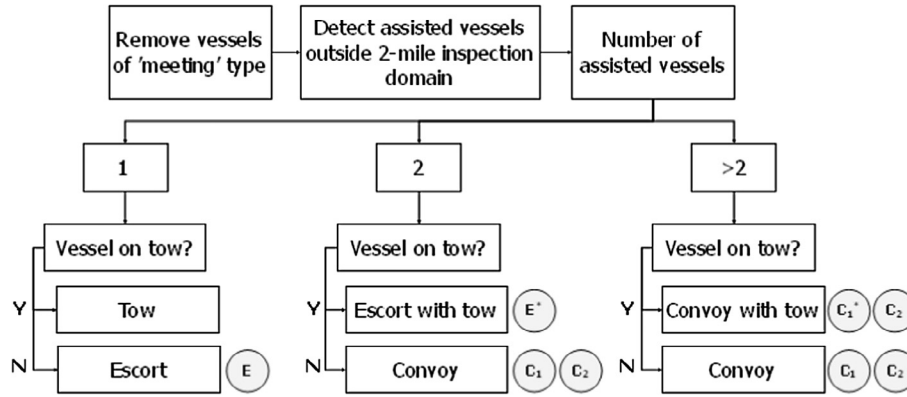 Remove vessels
of 'meeting' type
Detect assisted vessels
outside 2-mile inspection
domain
Number of
assisted vessels
1
2
>2
Vessel on tow?
Vessel on tow?
Vessel on tow?
Y
Tow
Y
Escort with tow
E*
Y
Convoy with tow
C₁*
C₂
N
Escort
E
N
Convoy
C₁
C₂
N
Convoy
C₁
C₂